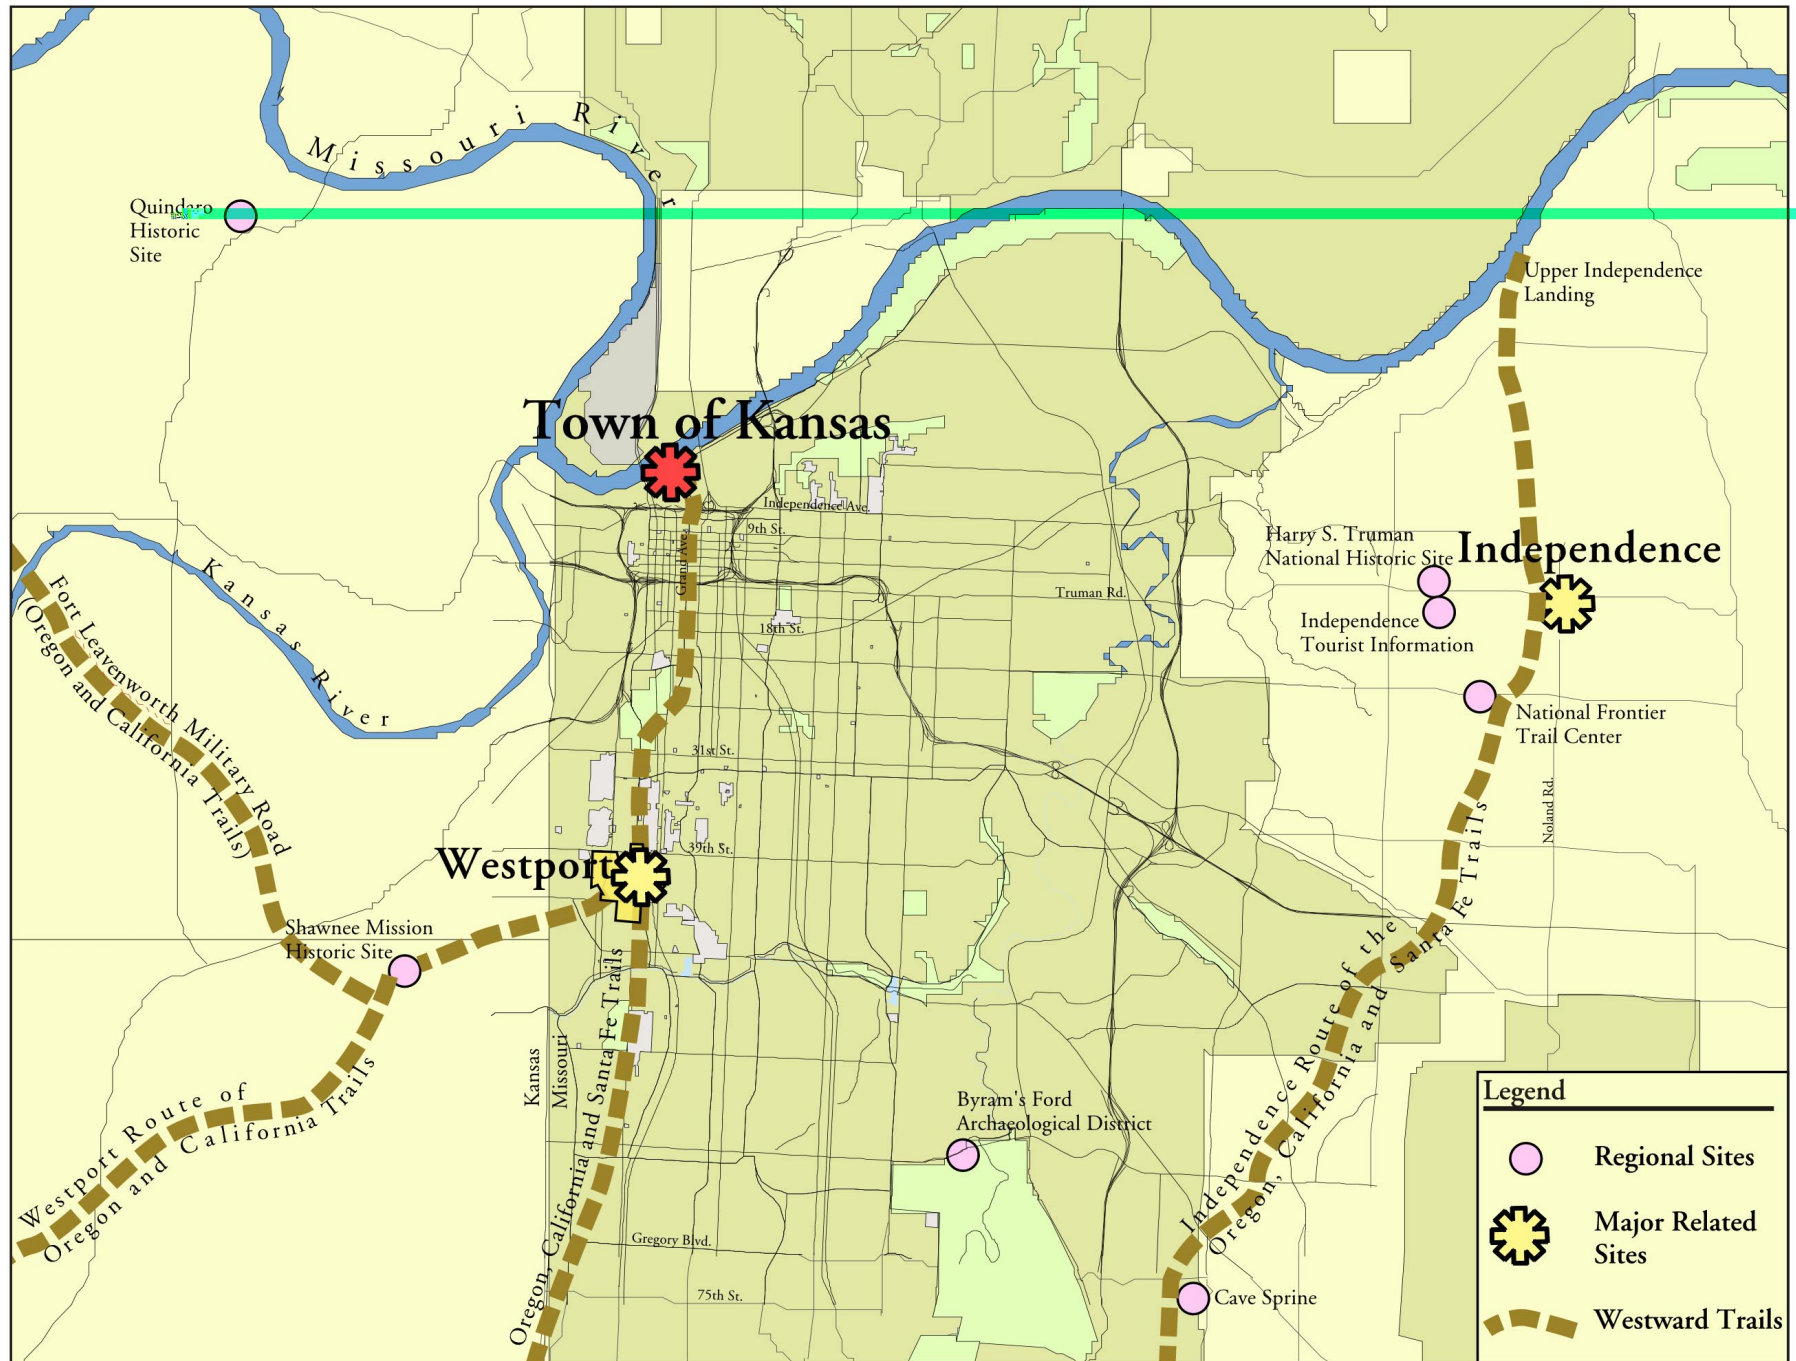 Missouri River
Quindaro
Historic
Site
Upper Independence
Landing
Town of Kansas
Independence Ave.
9th St.
Grand Ave.
Harry S. Truman
National Historic Site
Independence
Truman Rd.
Independence
Tourist Information
18th St.
Kansas River
Fort Leavenworth Military Road
(Oregon and California Trails)
National Frontier
Trail Center
31st St.
Noland Rd.
39th St.
Westport
Shawnee Mission
Historic Site
Westport Route of
Oregon and California Trails
Kansas
Missouri
Oregon, California and Santa Fe Trails
Byram's Ford
Archaeological District
Independence Route of the
Oregon, California and Santa Fe Trails
Gregory Blvd.
75th St.
Cave Sprine
Legend
Regional Sites
Major Related
Sites
Westward Trails